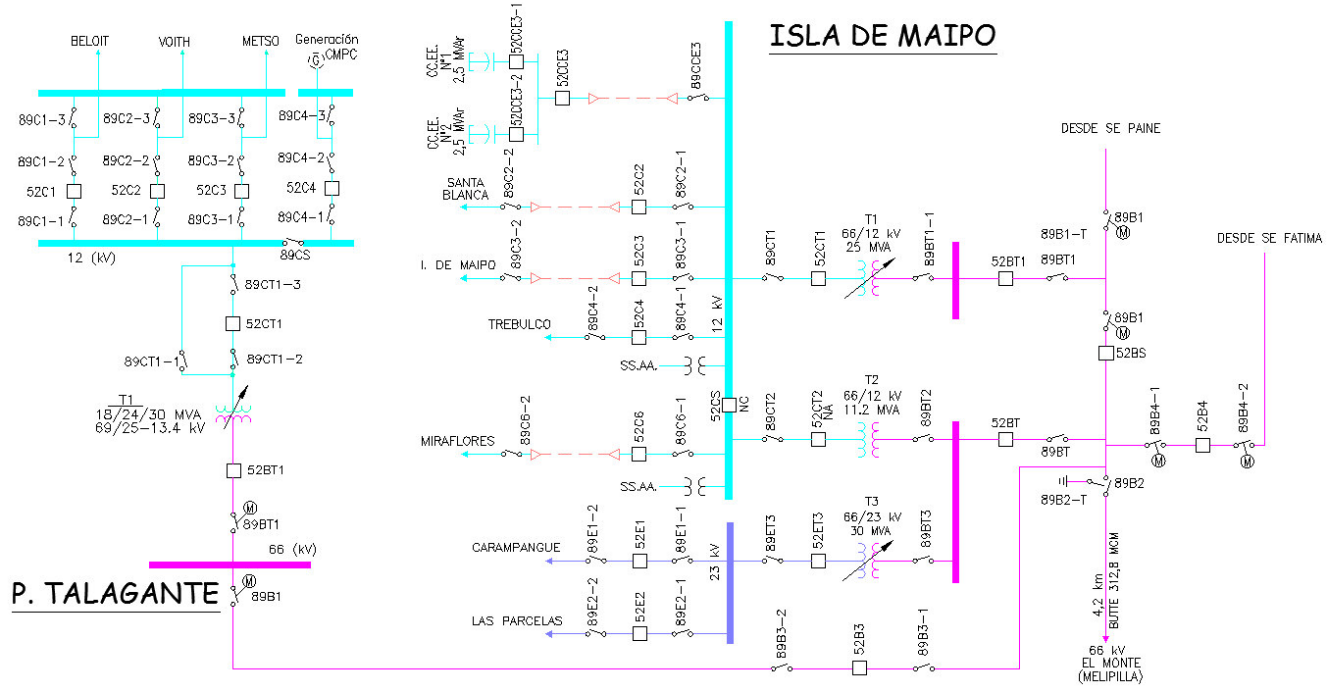 ISLA DE MAIPO
BELOIT
VOITH
METSO
Generación
G
CMPC
89C1-3
89C2-3
89C3-3
89C4-3
89C1-2
89C2-2
89C3-2
89C4-2
52C1
52C2
52C3
52C4
89C1-1
89C2-1
89C3-1
89C4-1
12 (kV)
89CS
89CT1-3
52CT1
89CT1-1
89CT1-2
T1
18/24/30 MVA
69/25-13.4 kV
52BT1
M
89BT1
66 (kV)
P. TALAGANTE
M
89B1
CC.EE.
Nº1
2,5 MVAr
52CCE3-1
CC.EE.
Nº2
2,5 MVAr
52CCE3-2
52CCE3
89CCE3
SANTA
BLANCA
89C2-2
52C2
89C2-1
I. DE MAIPO
89C3-2
52C3
89C3-1
TREBULCO
89C4-2
52C4
89C4-1
12 kV
SS.AA.
52CS
NC
MIRAFLORES
89C6-2
52C6
89C6-1
SS.AA.
CARAMPANGUE
89E1-2
52E1
89E1-1
23 kV
LAS PARCELAS
89E2-2
52E2
89E2-1
89CT1
52CT1
T1
66/12 kV
25 MVA
89BT1-1
52BT1
89BT1
89B1-T
89CT2
52CT2
NA
T2
66/12 kV
11.2 MVA
89BT2
52BT
89BT
89ET3
52ET3
T3
66/23 kV
30 MVA
89BT3
89B3-2
52B3
89B3-1
DESDE SE PAINE
89B1
M
DESDE SE FATIMA
89B1
M
52BS
89B4-1
M
52B4
89B4-2
M
89B2
89B2-T
4,2 km
BUTTE 312,8 MCM
66 kV
EL MONTE
(MELIPILLA)